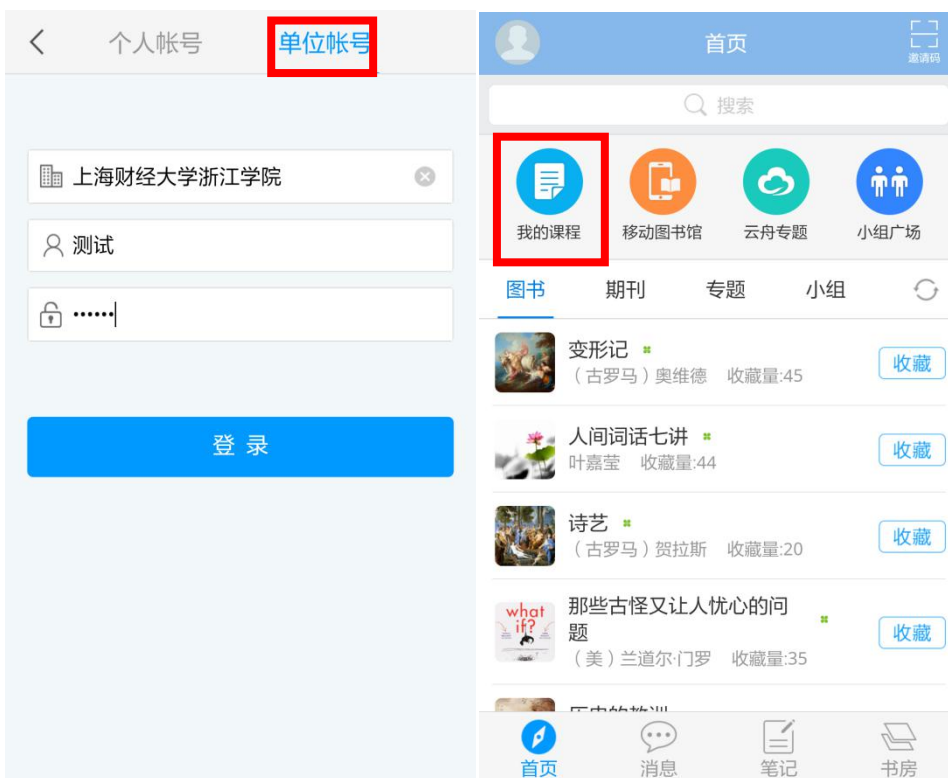 个人帐号 单位帐号
上海财经大学浙江学院
测试
••••••
登 录
首页
邀请码
搜索
我的课程 移动图书馆 云舟专题 小组广场
图书 期刊 专题 小组
变形记
（古罗马）奥维德 收藏量:45
收藏
人间词话七讲
叶嘉莹 收藏量:44
收藏
诗艺
（古罗马）贺拉斯 收藏量:20
收藏
what
if?
那些古怪又让人忧心的问
题
（美）兰道尔·门罗 收藏量:35
收藏
历史的教训
首页 消息 笔记 书房